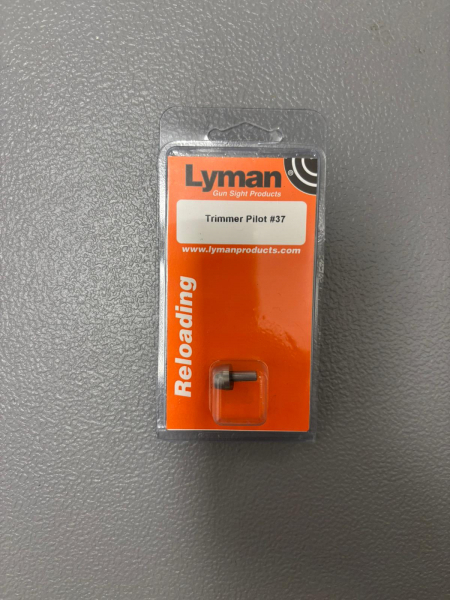 Lyman®
Gun Sight Products
Trimmer Pilot #37
www.lymanproducts.com
Reloading